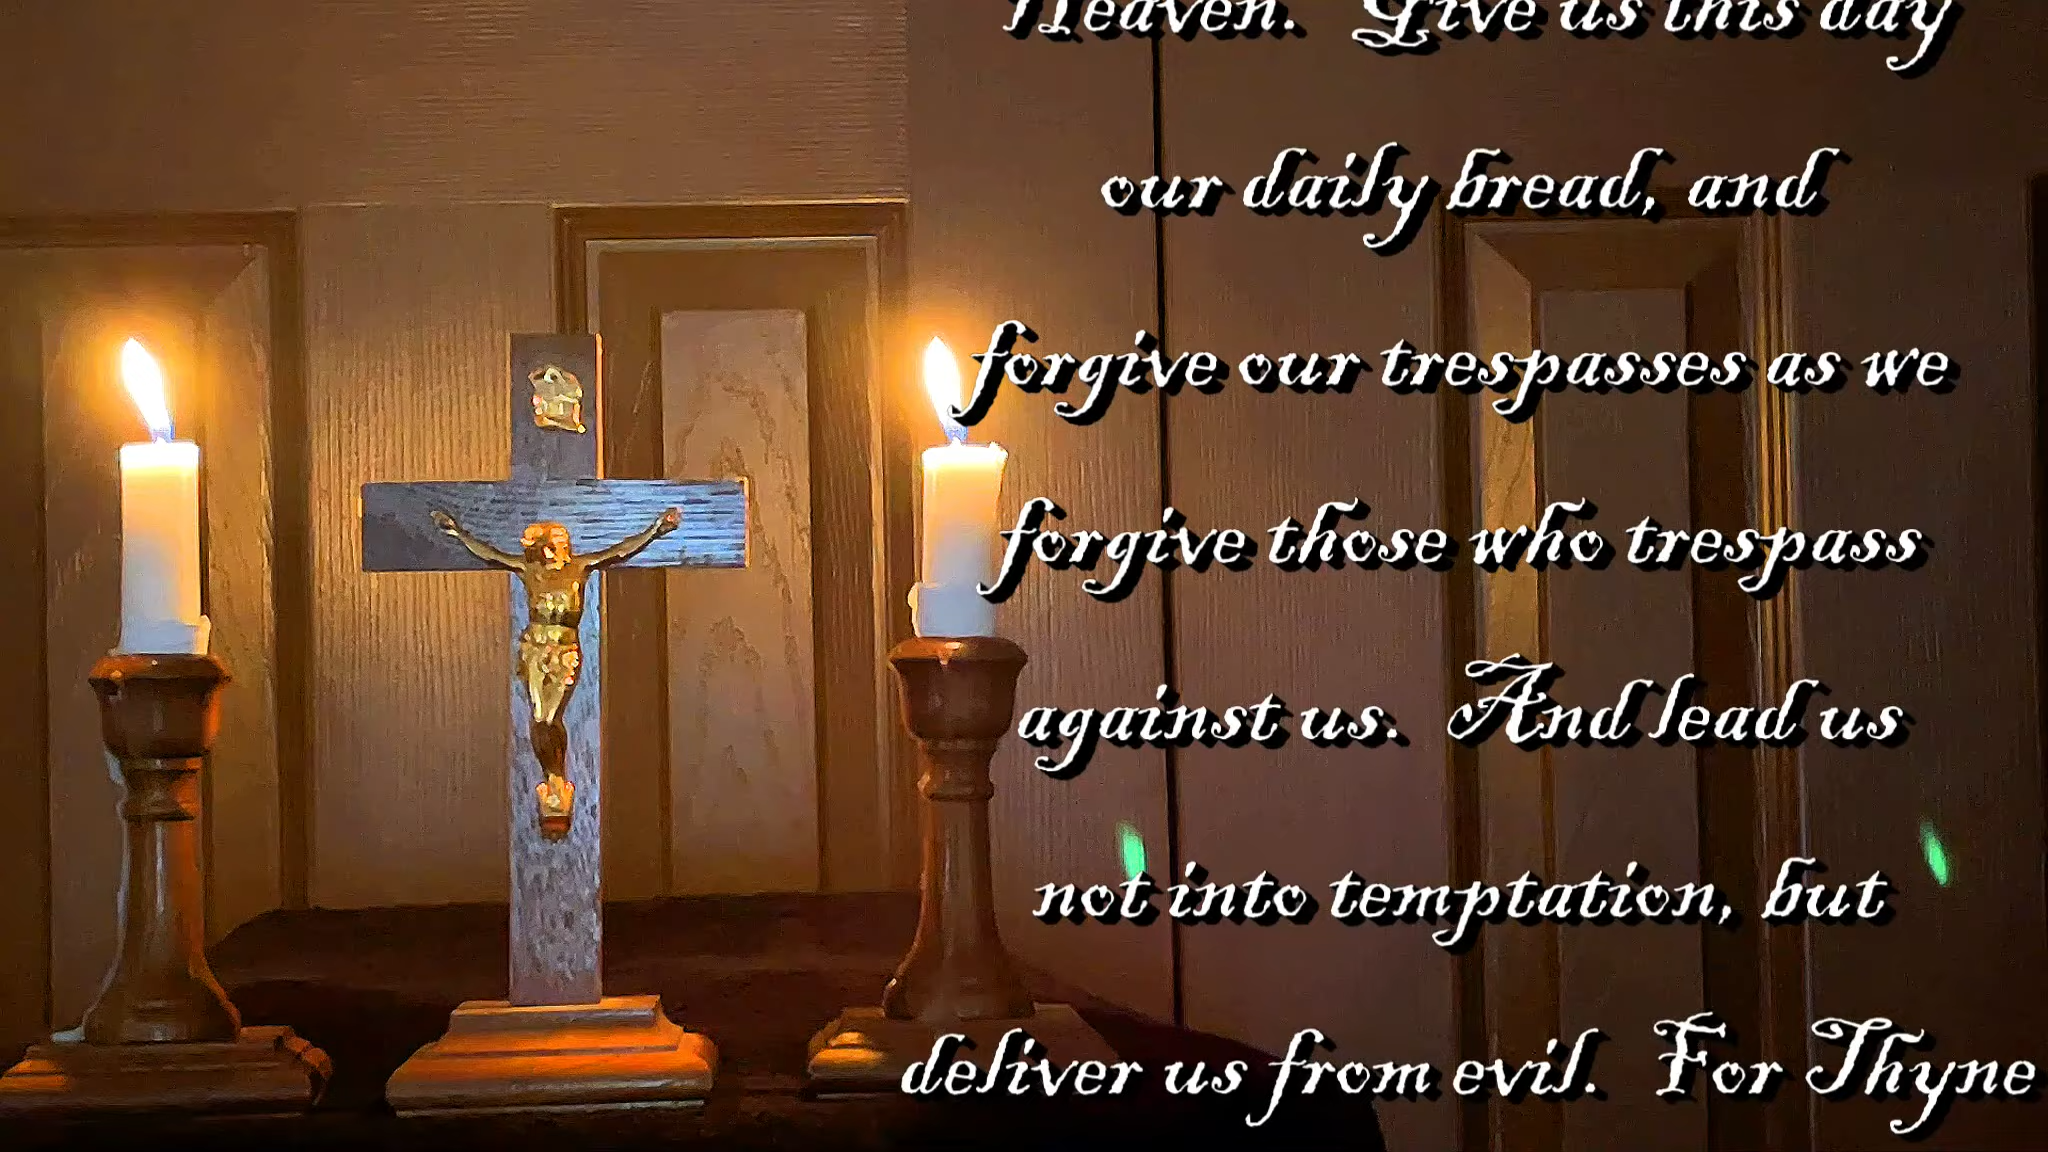 Heaven. Give us this day
our daily bread, and
forgive our trespasses as we
forgive those who trespass
against us. And lead us
not into temptation, but
deliver us from evil. For Thyne